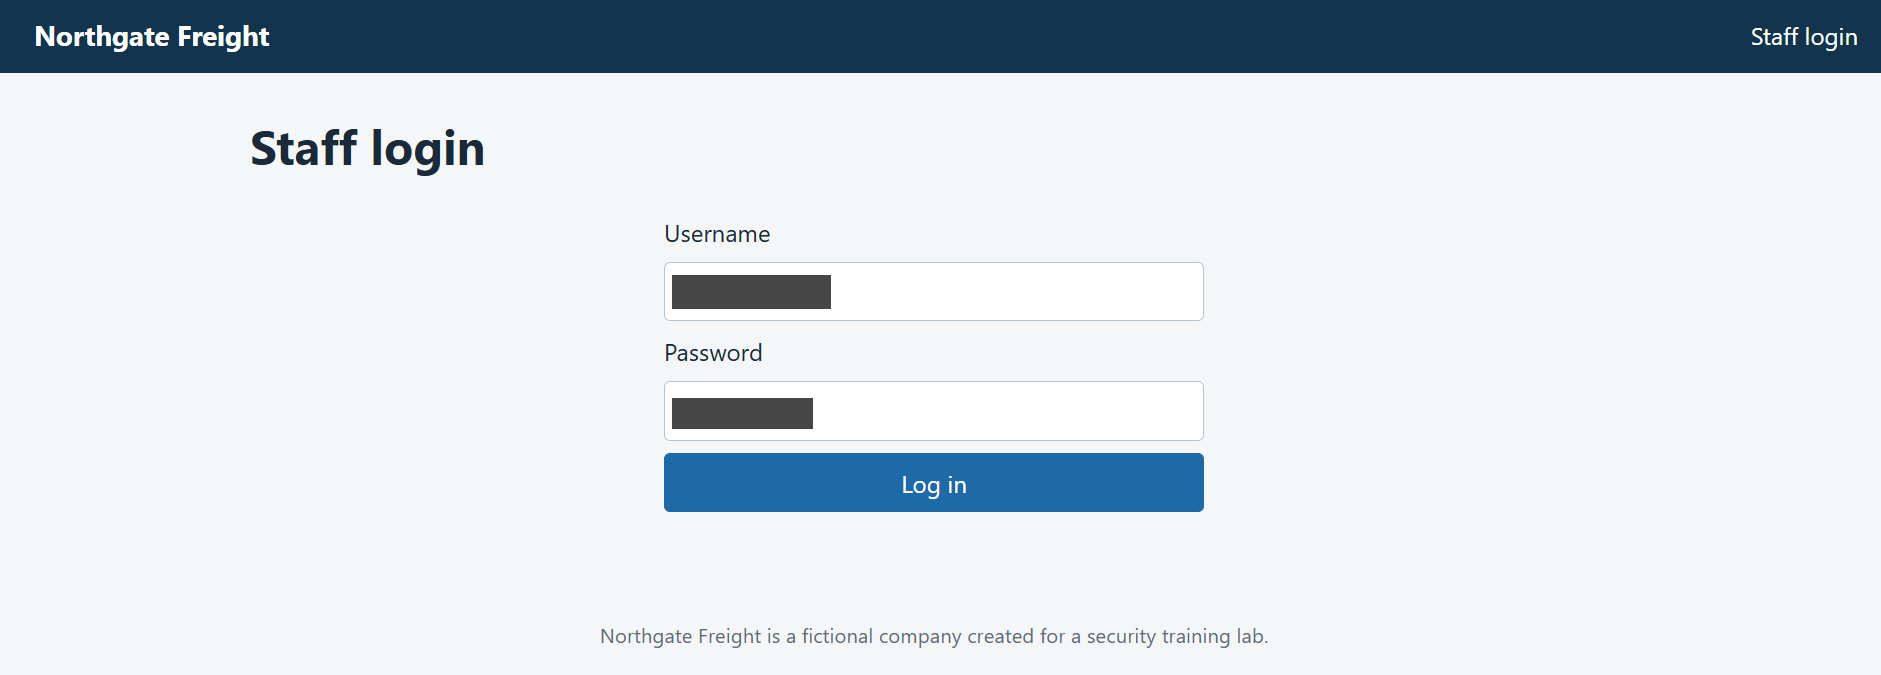 Northgate Freight
Staff login
Staff login
Username
Password
Log in
Northgate Freight is a fictional company created for a security training lab.